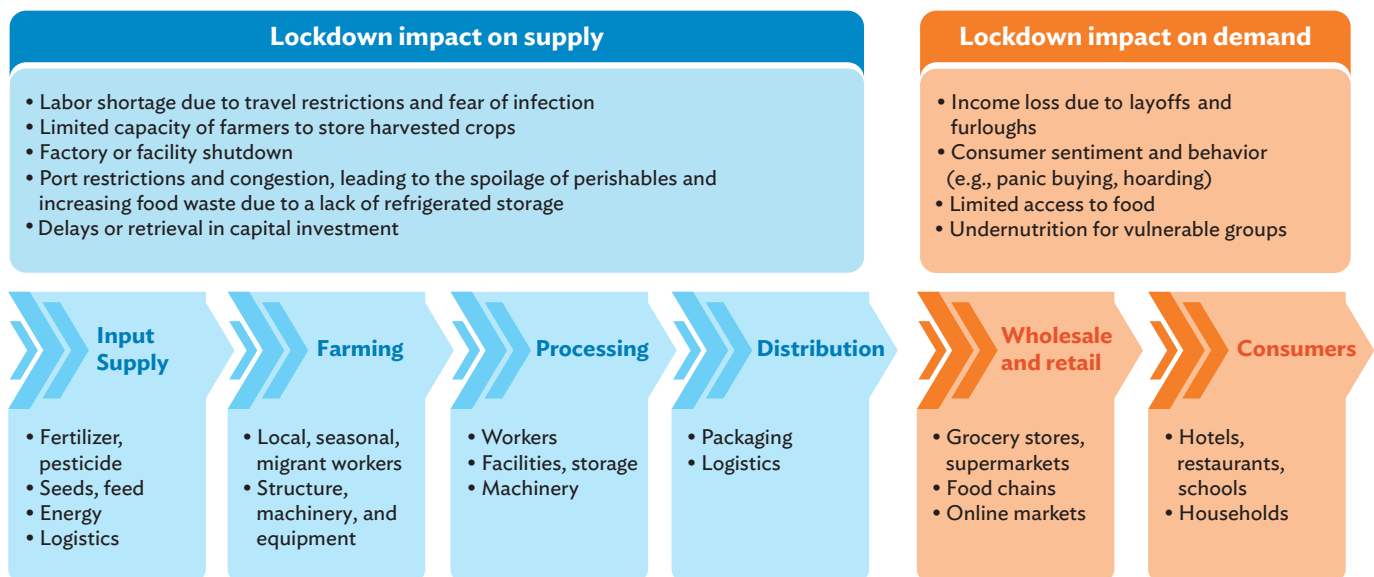 Lockdown impact on supply
• Labor shortage due to travel restrictions and fear of infection
• Limited capacity of farmers to store harvested crops
• Factory or facility shutdown
• Port restrictions and congestion, leading to the spoilage of perishables and
increasing food waste due to a lack of refrigerated storage
• Delays or retrieval in capital investment
Lockdown impact on demand
• Income loss due to layoffs and
furloughs
• Consumer sentiment and behavior
(e.g., panic buying, hoarding)
• Limited access to food
• Undernutrition for vulnerable groups
Input
Supply
• Fertilizer,
pesticide
• Seeds, feed
• Energy
• Logistics
Farming
• Local, seasonal,
migrant workers
• Structure,
machinery, and
equipment
Processing
• Workers
• Facilities, storage
• Machinery
Distribution
• Packaging
• Logistics
Wholesale
and retail
• Grocery stores,
supermarkets
• Food chains
• Online markets
Consumers
• Hotels,
restaurants,
schools
• Households